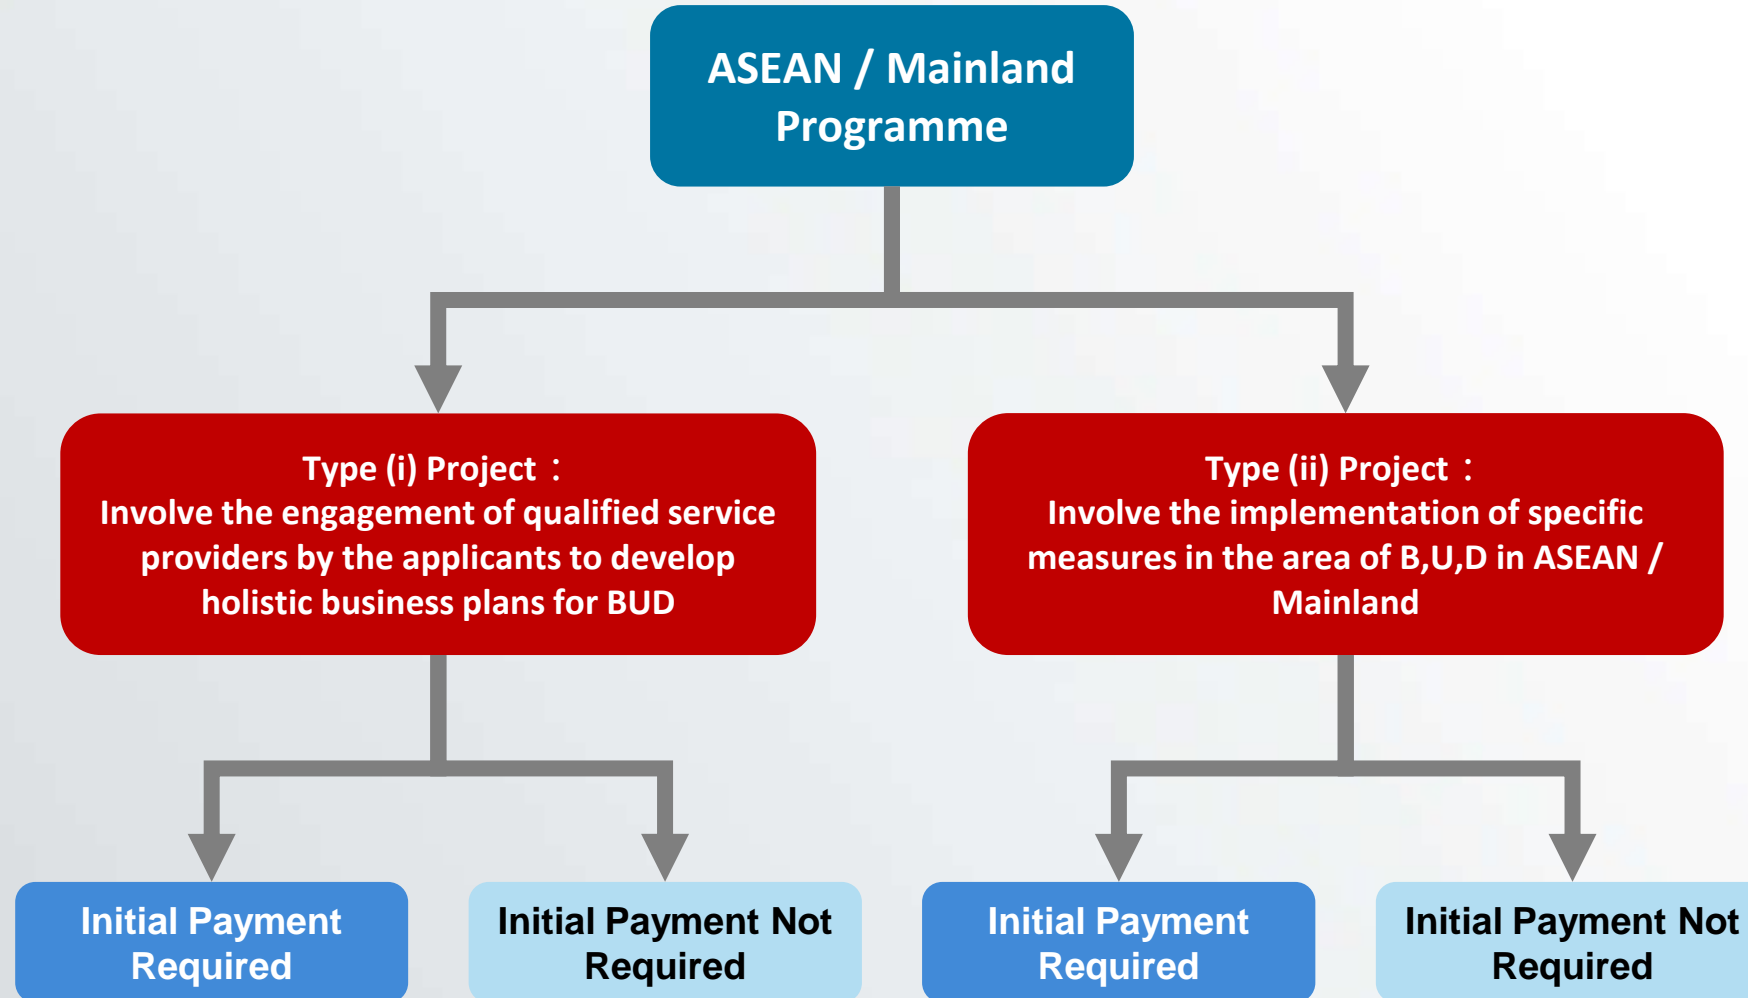 ASEAN / Mainland
Programme
Type (i) Project：
Involve the engagement of qualified service
providers by the applicants to develop
holistic business plans for BUD
Type (ii) Project：
Involve the implementation of specific
measures in the area of B,U,D in ASEAN /
Mainland
Initial Payment
Required
Initial Payment Not
Required
Initial Payment
Required
Initial Payment Not
Required